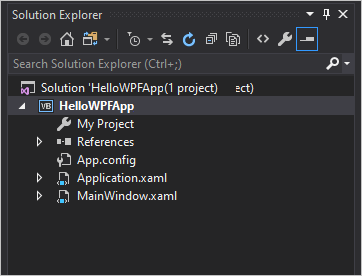 Solution Explorer
Search Solution Explorer (Ctrl+;)
Solution 'HelloWPFApp(1 project) ect)
VB HelloWPFApp
My Project
References
App.config
Application.xaml
MainWindow.xaml